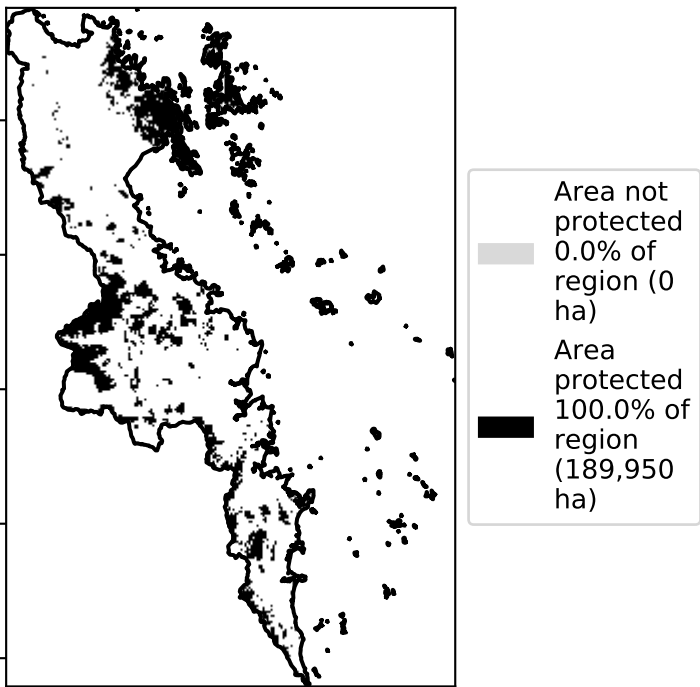 Area not
protected
0.0% of
region (0
ha)
Area
protected
100.0% of
region
(189,950
ha)